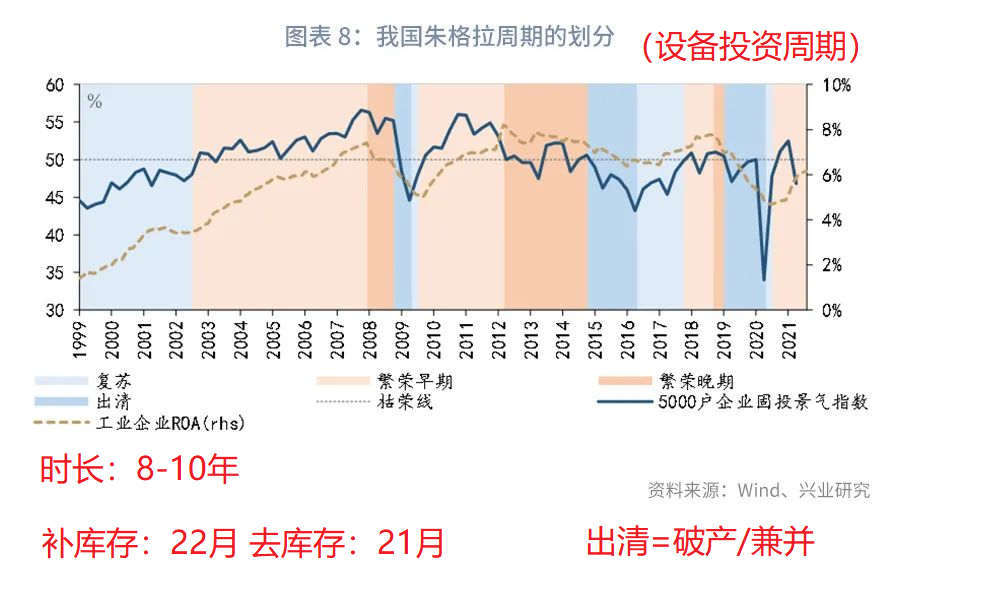 图表 8：我国朱格拉周期的划分
（设备投资周期）
%
60
55
50
45
40
35
30
10%
8%
6%
4%
2%
0%
1999 2000 2001 2002 2003 2004 2005 2006 2007 2008 2009 2010 2011 2012 2013 2014 2015 2016 2017 2018 2019 2020 2021
复苏 繁荣早期 繁荣晚期
出清 枯荣线 5000户企业固投景气指数
工业企业ROA(rhs)
时长：8-10年
资料来源：Wind、兴业研究
补库存：22月 去库存：21月 出清=破产/兼并